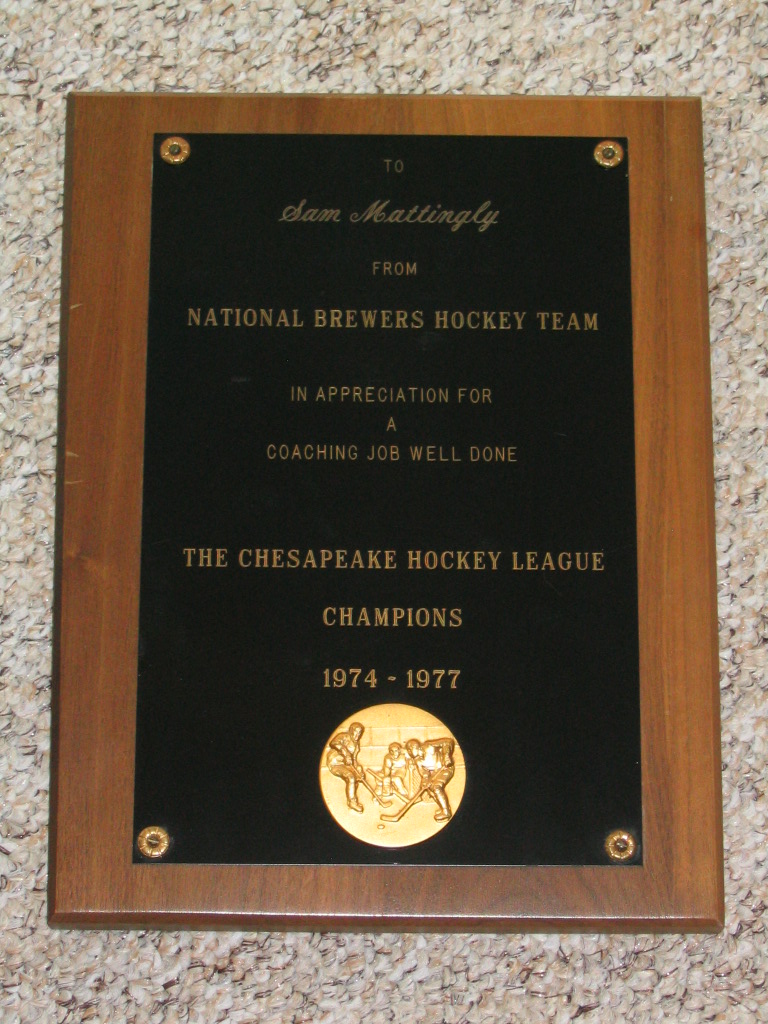 TO
Sam Mattingly
FROM
NATIONAL BREWERS HOCKEY TEAM
IN APPRECIATION FOR
A
COACHING JOB WELL DONE
THE CHESAPEAKE HOCKEY LEAGUE
CHAMPIONS
1974 - 1977